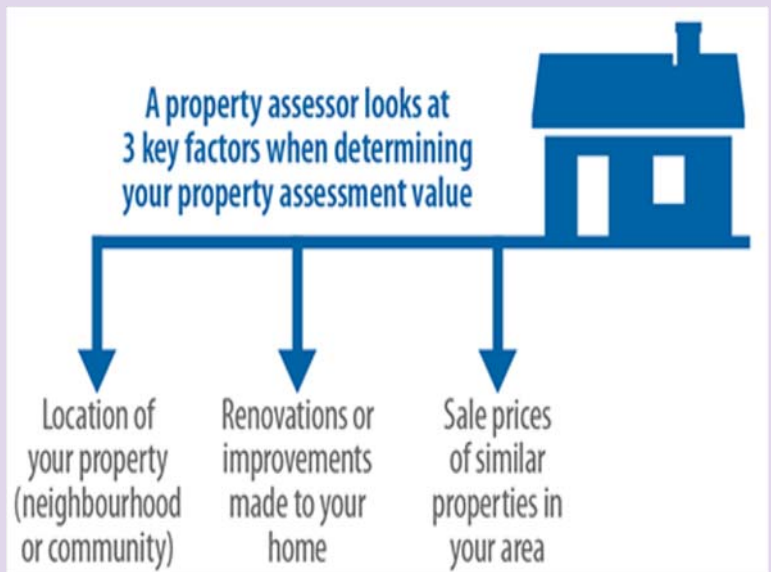 A property assessor looks at
3 key factors when determining
your property assessment value
Location of
your property
(neighbourhood
or community)
Renovations or
improvements
made to your
home
Sale prices
of similar
properties in
your area